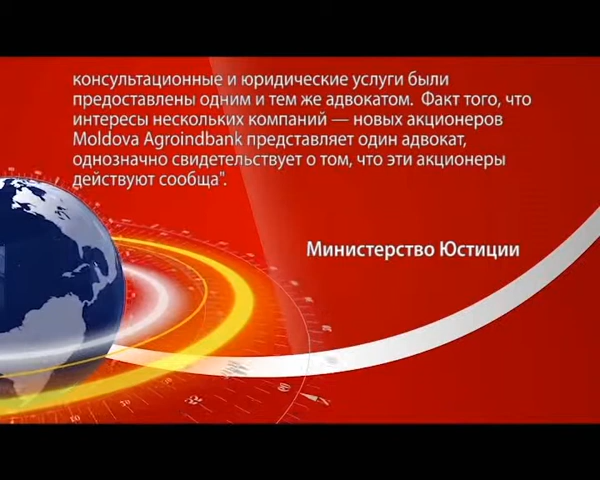 консультационные и юридические услуги были
предоставлены одним и тем же адвокатом. Факт того, что
интересы нескольких компаний — новых акционеров
Moldova Agroindbank представляет один адвокат,
однозначно свидетельствует о том, что эти акционеры
действуют сообща".
Министерство Юстиции